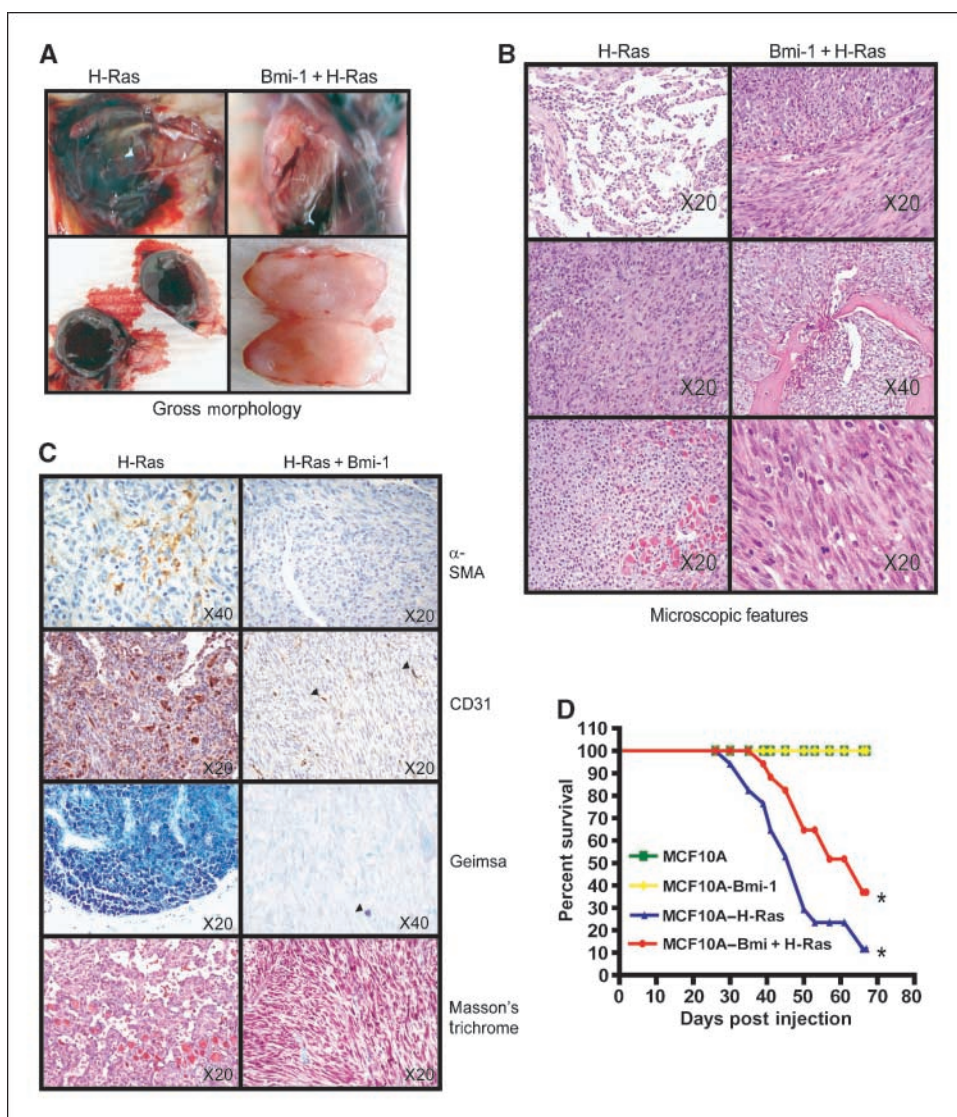 A
H-Ras
Bmi-1 + H-Ras
Gross morphology
B
H-Ras
Bmi-1 + H-Ras
X20
X20
X20
X40
X20
X20
Microscopic features
C
H-Ras
H-Ras + Bmi-1
X40
X20
α-
SMA
X20
X20
CD31
X20
X40
Geimsa
X20
X20
Masson's
trichrome
D
Percent survival
110
100
90
80
70
60
50
40
30
20
10
0
MCF10A
MCF10A-Bmi-1
MCF10A–H-Ras
MCF10A–Bmi + H-Ras
*
*
0 10 20 30 40 50 60 70 80
Days post injection